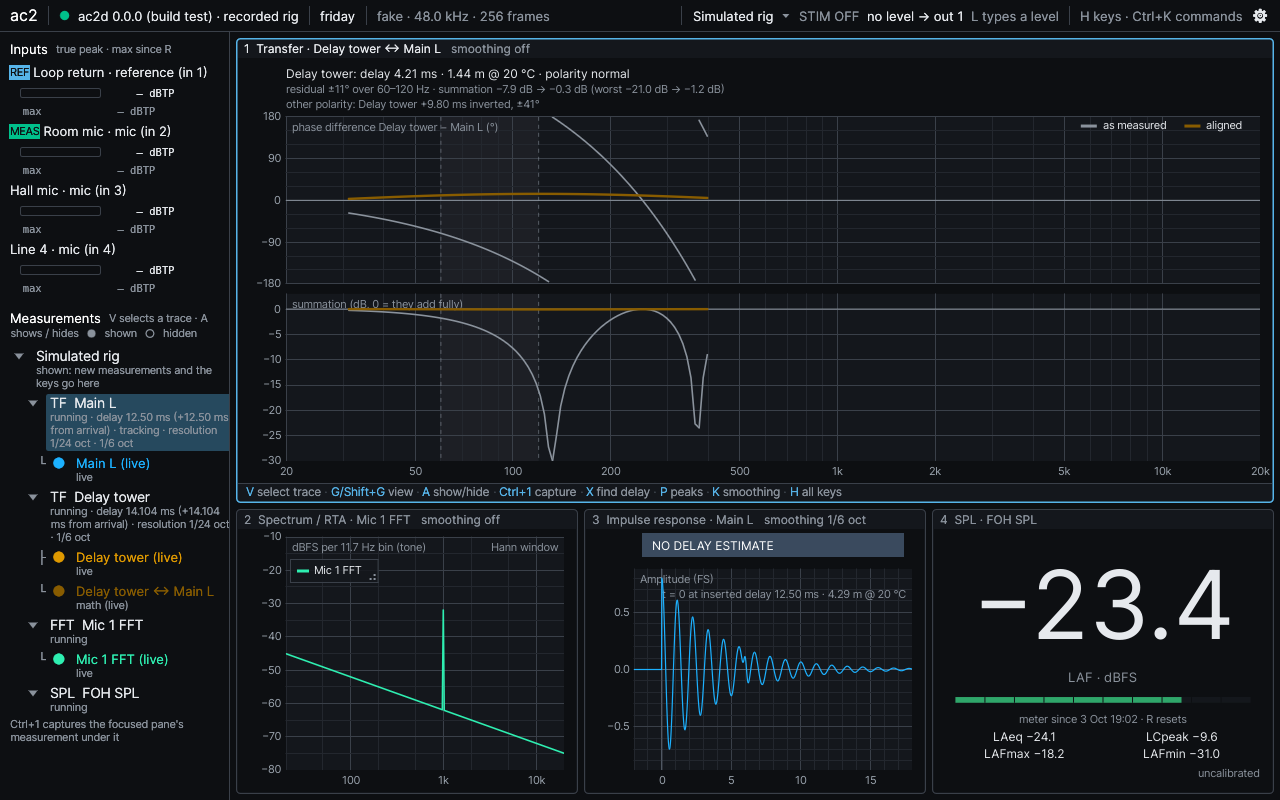 ac2 ac2d 0.0.0 (build test) · recorded rig friday fake · 48.0 kHz · 256 frames Simulated rig STIM OFF no level → out 1 L types a level H keys · Ctrl+K commands
Inputs true peak · max since R
REF Loop return · reference (in 1)
– dBTP
max – dBTP
MEAS Room mic · mic (in 2)
– dBTP
max – dBTP
Hall mic · mic (in 3)
– dBTP
max – dBTP
Line 4 · mic (in 4)
– dBTP
max – dBTP
Measurements V selects a trace · A
shows / hides shown hidden
Simulated rig
shown: new measurements and the
keys go here
TF Main L
running · delay 12.50 ms (+12.50 ms
from arrival) · tracking · resolution
1/24 oct · 1/6 oct
Main L (live)
live
TF Delay tower
running · delay 14.104 ms (+14.104
ms from arrival) · resolution 1/24 oct
· 1/6 oct
Delay tower (live)
live
Delay tower ↔ Main L
math (live)
FFT Mic 1 FFT
running
Mic 1 FFT (live)
live
SPL FOH SPL
running
Ctrl+1 captures the focused pane's
measurement under it
1 Transfer · Delay tower ↔ Main L smoothing off
Delay tower: delay 4.21 ms · 1.44 m @ 20 °C · polarity normal
residual ±11° over 60–120 Hz · summation −7.9 dB → −0.3 dB (worst −21.0 dB → −1.2 dB)
other polarity: Delay tower +9.80 ms inverted, ±41°
phase difference Delay tower – Main L (°)
as measured aligned
180
90
0
−90
−180
summation (dB, 0 = they add fully)
0
−5
−10
−15
−20
−25
−30
20 50 100 200 500 1k 2k 5k 10k 20k
V select trace · G/Shift+G view · A show/hide · Ctrl+1 capture · X find delay · P peaks · K smoothing · H all keys
2 Spectrum / RTA · Mic 1 FFT smoothing off
dBFS per 11.7 Hz bin (tone) Hann window
Mic 1 FFT
−10
−20
−30
−40
−50
−60
−70
−80
100 1k 10k
3 Impulse response · Main L smoothing 1/6 oct
NO DELAY ESTIMATE
Amplitude (FS)
t = 0 at inserted delay 12.50 ms · 4.29 m @ 20 °C
0.5
0.0
−0.5
0 5 10 15
4 SPL · FOH SPL
−23.4
LAF · dBFS
meter since 3 Oct 19:02 · R resets
LAeq −24.1 LCpeak −9.6
LAFmax −18.2 LAFmin −31.0
uncalibrated